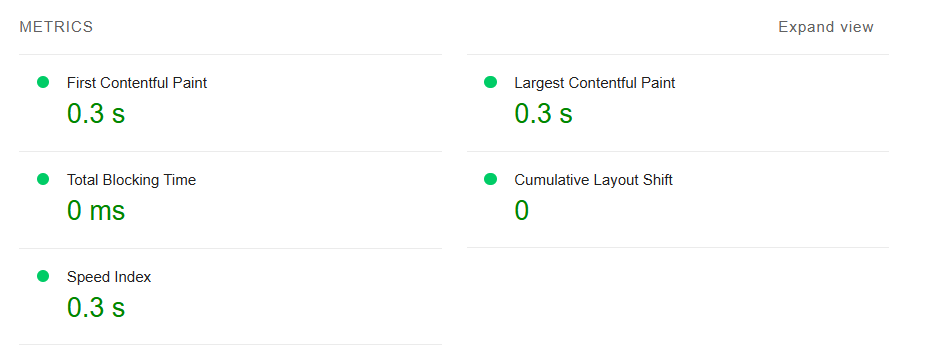 METRICS
Expand view
First Contentful Paint
0.3 s
Largest Contentful Paint
0.3 s
Total Blocking Time
0 ms
Cumulative Layout Shift
0
Speed Index
0.3 s